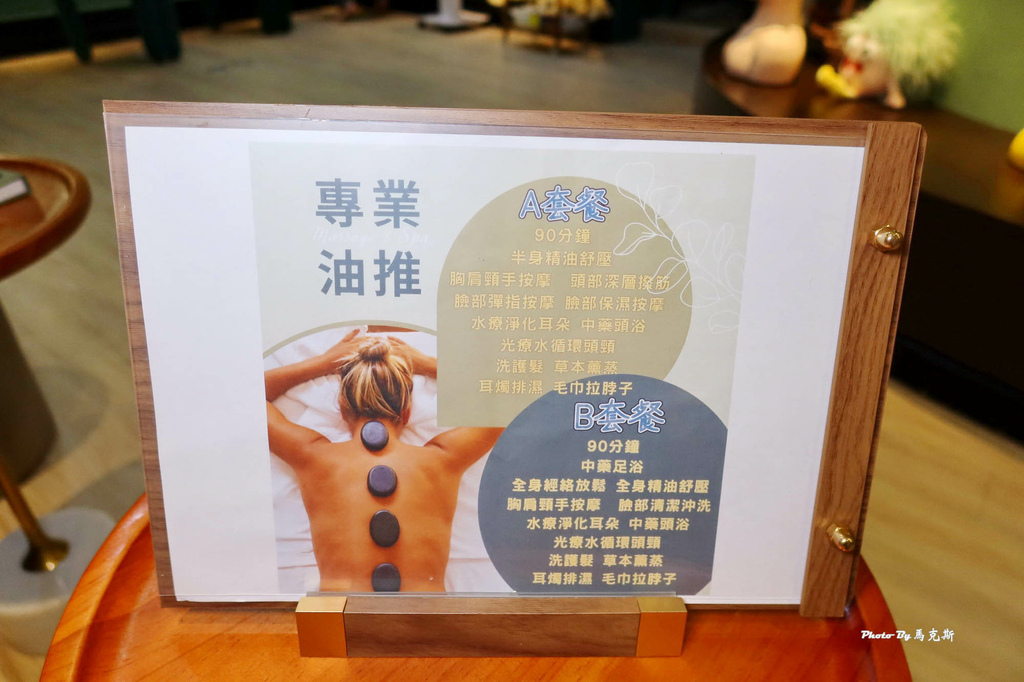 專業
油推
A套餐
90分鐘
半身精油舒壓
胸肩頸手按摩 頭部深層撥筋
臉部彈指按摩 臉部保濕按摩
水療淨化耳朵 中藥頭浴
光療水循環頭頸
洗護髮 草本薰蒸
耳燭排濕 毛巾拉脖子
B套餐
90分鐘
中藥足浴
全身經絡放鬆 全身精油舒壓
胸肩頸手按摩 臉部清潔沖洗
水療淨化耳朵 中藥頭浴
光療水循環頭頸
洗護髮 草本薰蒸
耳燭排濕 毛巾拉脖子
Photo By 馬克斯